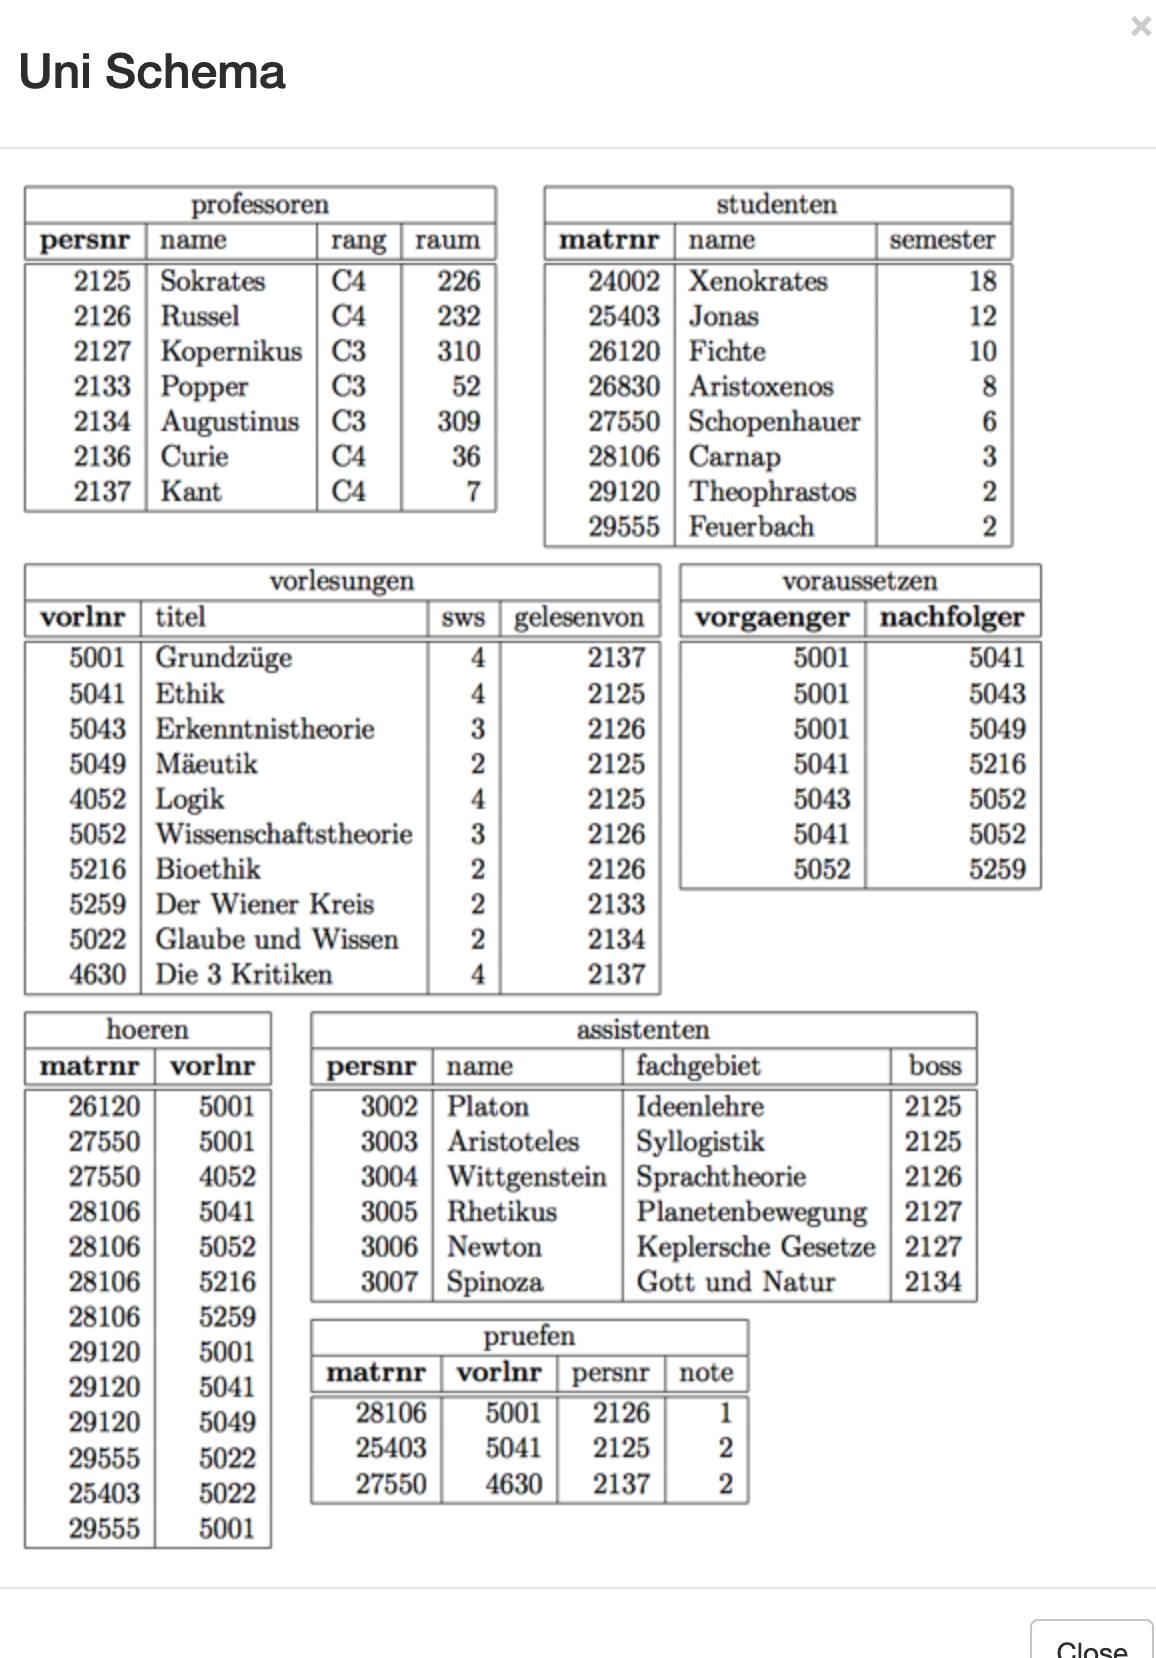 ×
Uni Schema
professoren
persnr name rang raum
2125 Sokrates C4 226
2126 Russel C4 232
2127 Kopernikus C3 310
2133 Popper C3 52
2134 Augustinus C3 309
2136 Curie C4 36
2137 Kant C4 7
studenten
matrnr name semester
24002 Xenokrates 18
25403 Jonas 12
26120 Fichte 10
26830 Aristoxenos 8
27550 Schopenhauer 6
28106 Carnap 3
29120 Theophrastos 2
29555 Feuerbach 2
vorlesungen
vorlnr titel sws gelesenvon
5001 Grundzüge 4 2137
5041 Ethik 4 2125
5043 Erkenntnistheorie 3 2126
5049 Mäeutik 2 2125
4052 Logik 4 2125
5052 Wissenschaftstheorie 3 2126
5216 Bioethik 2 2126
5259 Der Wiener Kreis 2 2133
5022 Glaube und Wissen 2 2134
4630 Die 3 Kritiken 4 2137
voraussetzen
vorgaenger nachfolger
5001 5041
5001 5043
5001 5049
5041 5216
5043 5052
5041 5052
5052 5259
hoeren
matrnr vorlnr
26120 5001
27550 5001
27550 4052
28106 5041
28106 5052
28106 5216
28106 5259
29120 5001
29120 5041
29120 5049
29555 5022
25403 5022
29555 5001
assistenten
persnr name fachgebiet boss
3002 Platon Ideenlehre 2125
3003 Aristoteles Syllogistik 2125
3004 Wittgenstein Sprachtheorie 2126
3005 Rhetikus Planetenbewegung 2127
3006 Newton Keplersche Gesetze 2127
3007 Spinoza Gott und Natur 2134
pruefen
matrnr vorlnr persnr note
28106 5001 2126 1
25403 5041 2125 2
27550 4630 2137 2
Close